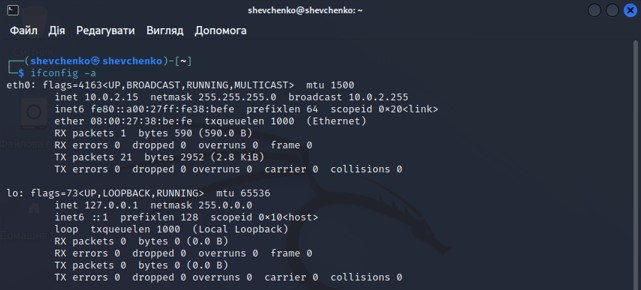 shevchenko@shevchenko: ~
Файл Дія Редагувати Вигляд Допомога
┌──(shevchenko㉿shevchenko)-[~]
└─$ ifconfig -a
eth0: flags=4163<UP,BROADCAST,RUNNING,MULTICAST>  mtu 1500
        inet 10.0.2.15  netmask 255.255.255.0  broadcast 10.0.2.255
        inet6 fe80::a00:27ff:fe38:befe  prefixlen 64  scopeid 0×20<link>
        ether 08:00:27:38:be:fe  txqueuelen 1000  (Ethernet)
        RX packets 1  bytes 590 (590.0 B)
        RX errors 0  dropped 0  overruns 0  frame 0
        TX packets 21  bytes 2952 (2.8 KiB)
        TX errors 0  dropped 0 overruns 0  carrier 0  collisions 0
lo: flags=73<UP,LOOPBACK,RUNNING>  mtu 65536
        inet 127.0.0.1  netmask 255.0.0.0
        inet6 ::1  prefixlen 128  scopeid 0×10<host>
        loop  txqueuelen 1000  (Local Loopback)
        RX packets 0  bytes 0 (0.0 B)
        RX errors 0  dropped 0  overruns 0  frame 0
        TX packets 0  bytes 0 (0.0 B)
        TX errors 0  dropped 0 overruns 0  carrier 0  collisions 0